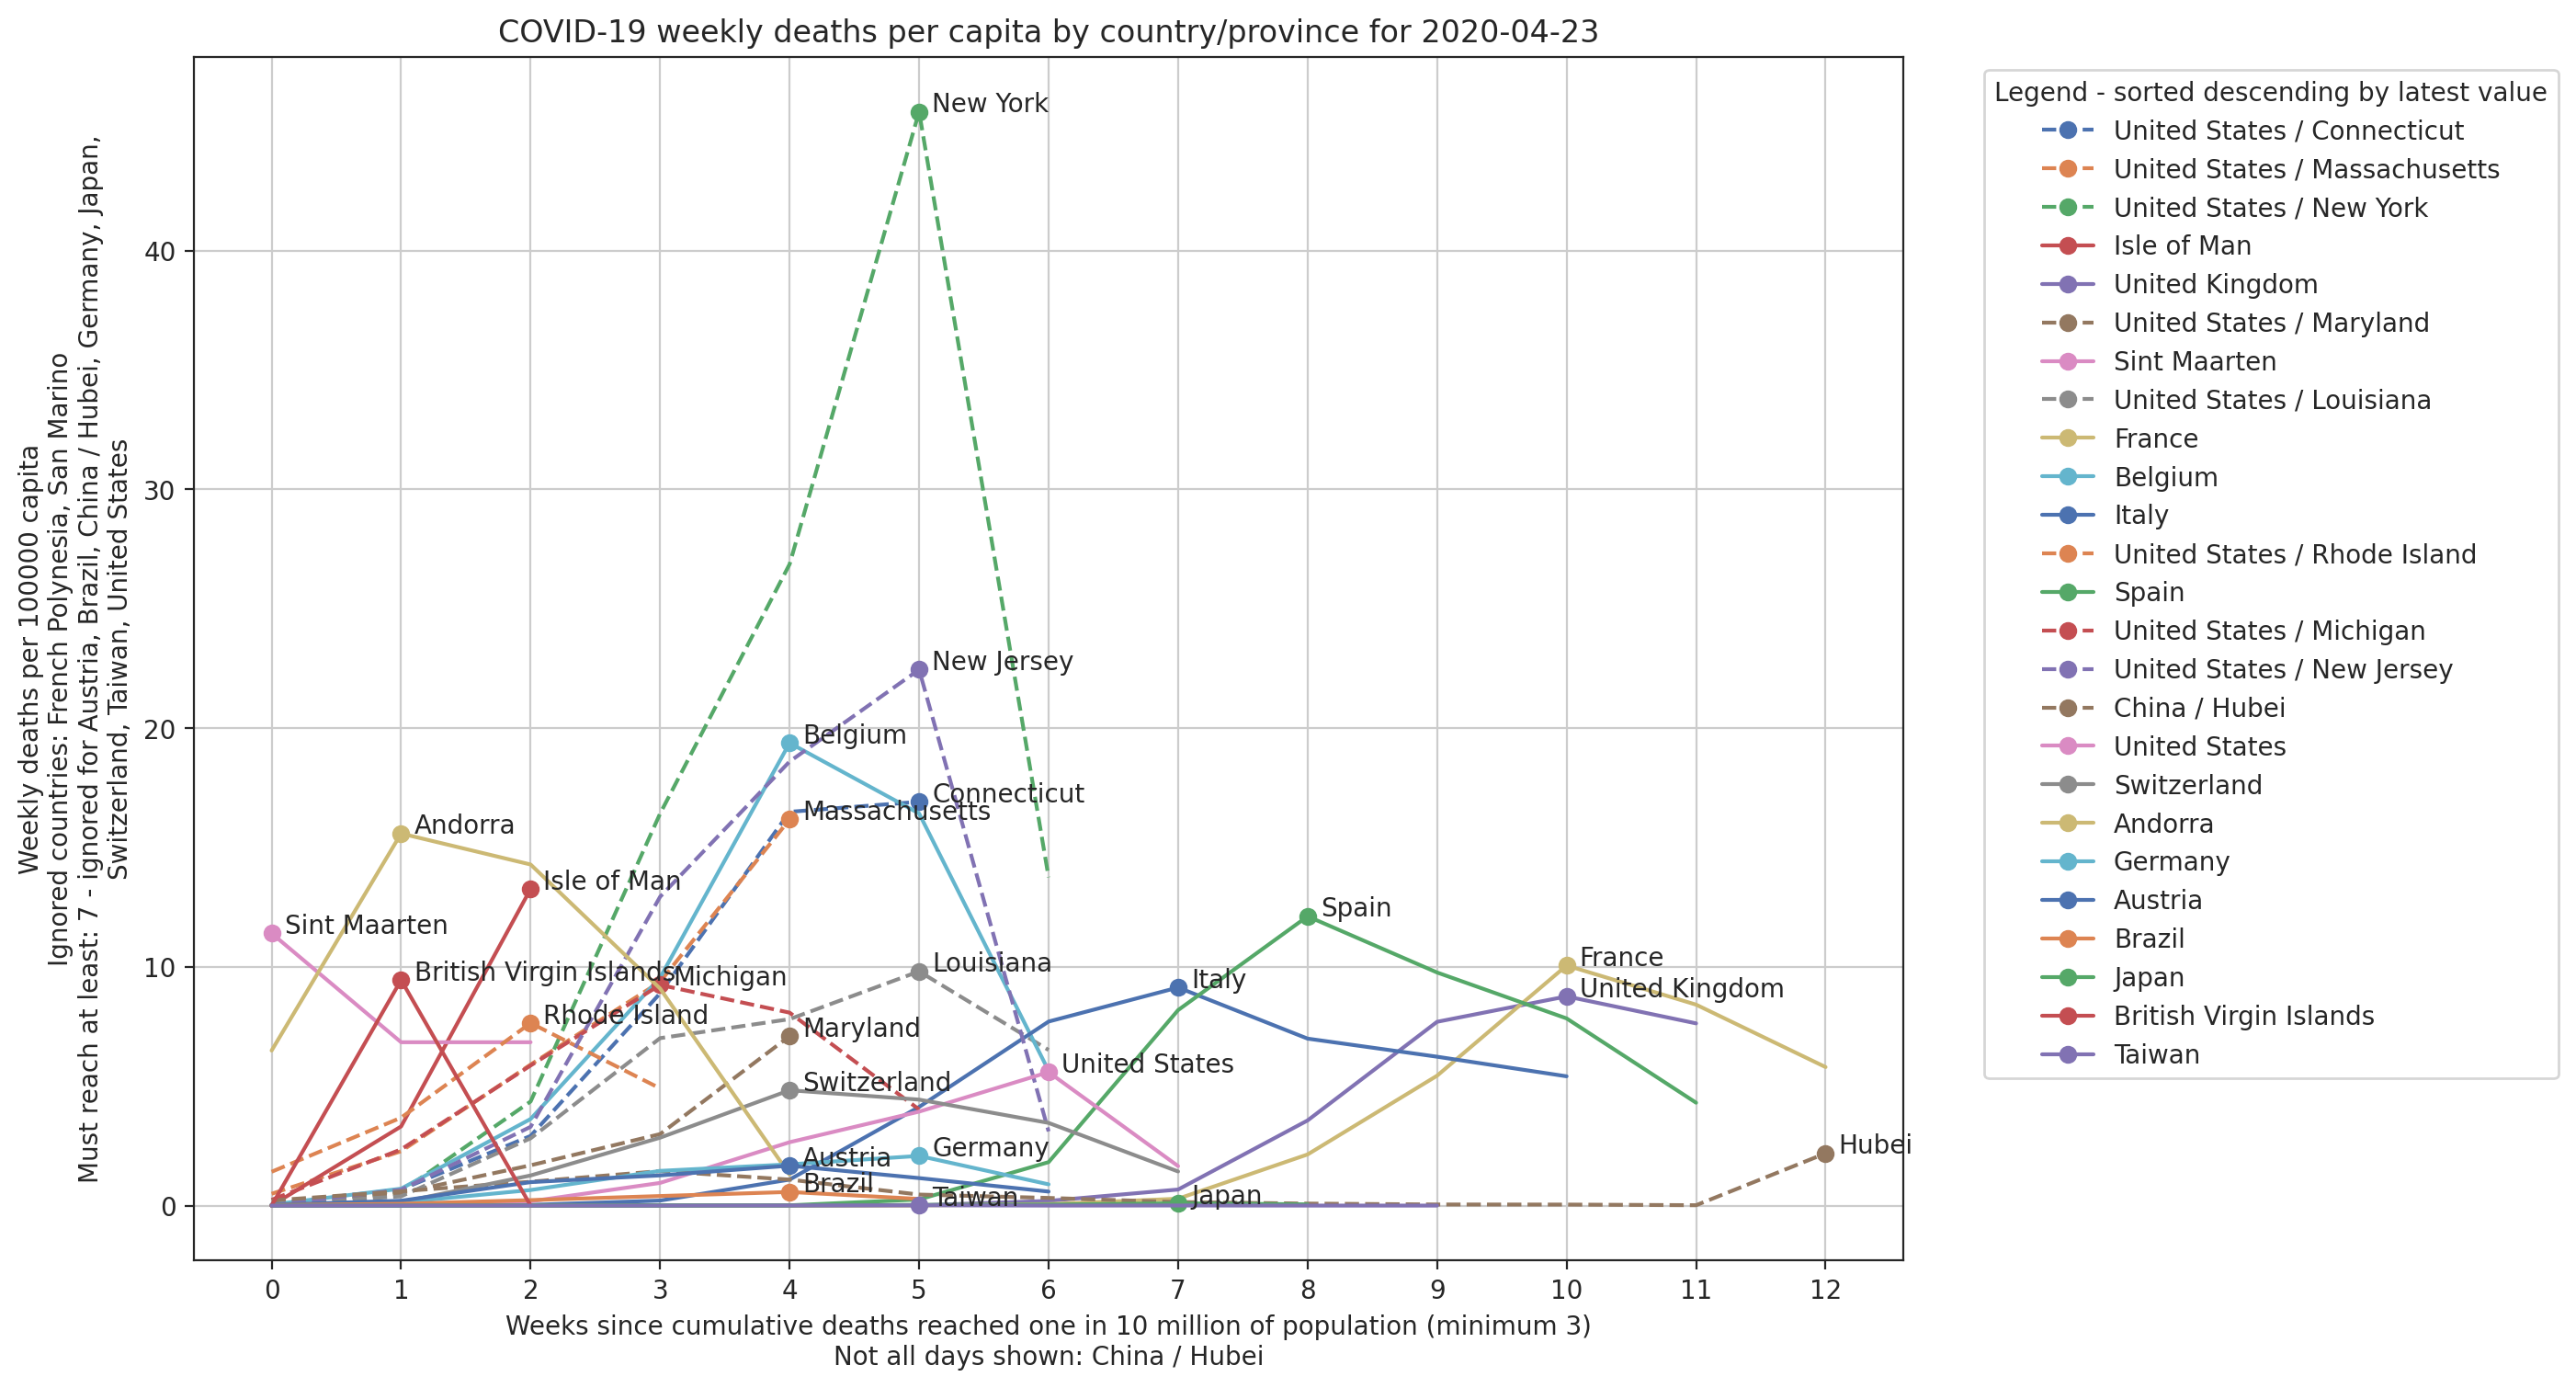 COVID-19 weekly deaths per capita by country/province for 2020-04-23
Weekly deaths per 100000 capita
Ignored countries: French Polynesia, San Marino
Must reach at least: 7 - ignored for Austria, Brazil, China / Hubei, Germany, Japan,
Switzerland, Taiwan, United States
40
30
20
10
0
New York
New Jersey
Belgium
Connecticut
Massachusetts
Andorra
Isle of Man
Sint Maarten
Spain
British Virgin Islands
Michigan
Louisiana
Italy
France
United Kingdom
Rhode Island
Maryland
United States
Switzerland
Germany
Austria
Hubei
Brazil
Taiwan
Japan
0 1 2 3 4 5 6 7 8 9 10 11 12
Weeks since cumulative deaths reached one in 10 million of population (minimum 3)
Not all days shown: China / Hubei
Legend - sorted descending by latest value
United States / Connecticut
United States / Massachusetts
United States / New York
Isle of Man
United Kingdom
United States / Maryland
Sint Maarten
United States / Louisiana
France
Belgium
Italy
United States / Rhode Island
Spain
United States / Michigan
United States / New Jersey
China / Hubei
United States
Switzerland
Andorra
Germany
Austria
Brazil
Japan
British Virgin Islands
Taiwan